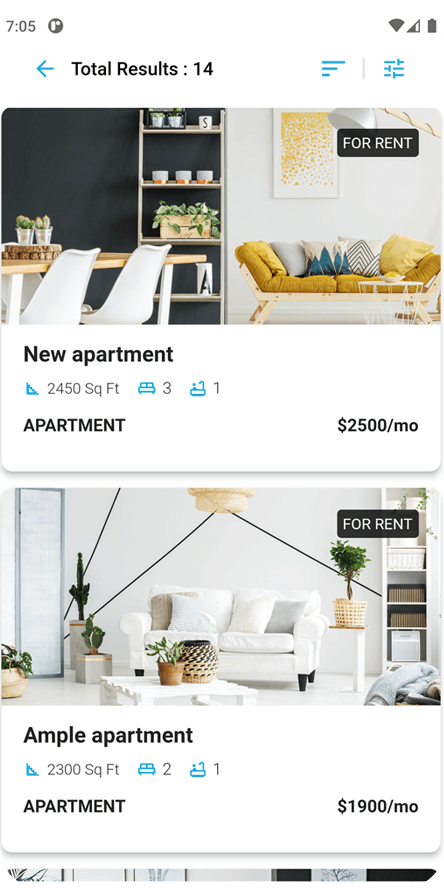 7:05
Total Results : 14
S
FOR RENT
New apartment
2450 Sq Ft 3 1
APARTMENT $2500/mo
FOR RENT
Ample apartment
2300 Sq Ft 2 1
APARTMENT $1900/mo